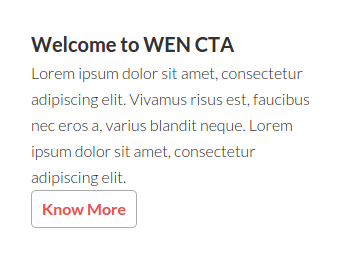 Welcome to WEN CTA
Lorem ipsum dolor sit amet, consectetur
adipiscing elit. Vivamus risus est, faucibus
nec eros a, varius blandit neque. Lorem
ipsum dolor sit amet, consectetur
adipiscing elit.
Know More